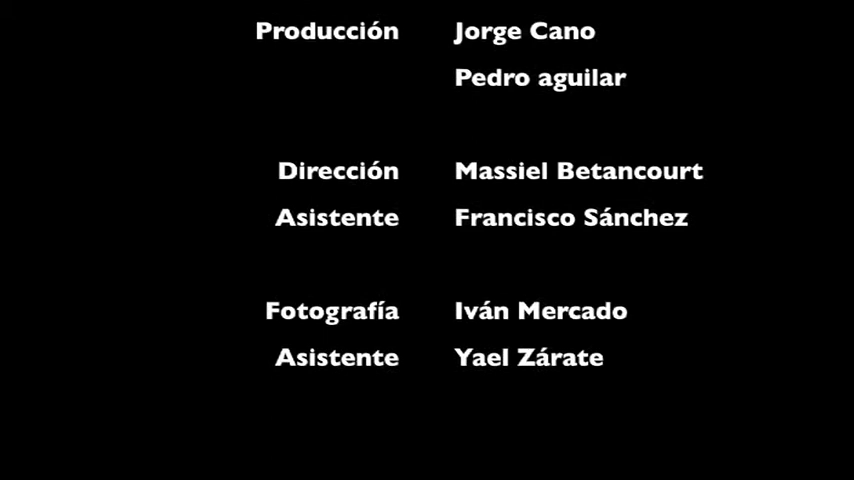 Producción Jorge Cano
Pedro aguilar
Dirección Massiel Betancourt
Asistente Francisco Sánchez
Fotografía Iván Mercado
Asistente Yael Zárate